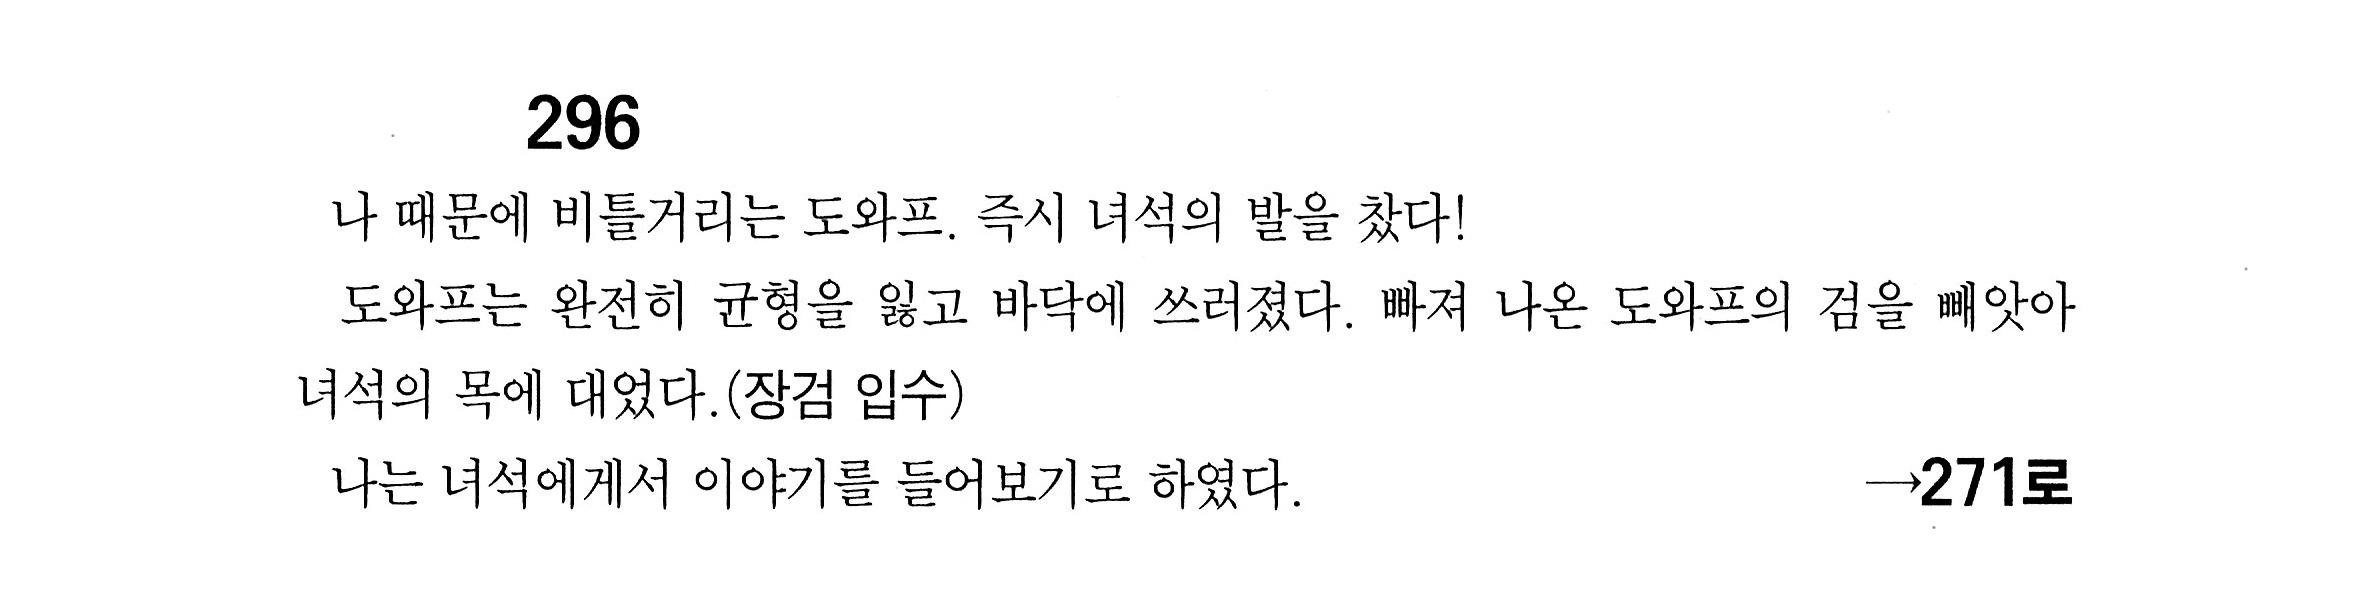 296
나 때문에 비틀거리는 도와프. 즉시 녀석의 발을 찼다!
도와프는 완전히 균형을 잃고 바닥에 쓰러졌다. 빠져 나온 도와프의 검을 빼앗아
녀석의 목에 대었다.(장검 입수)
나는 녀석에게서 이야기를 들어보기로 하였다. →271로